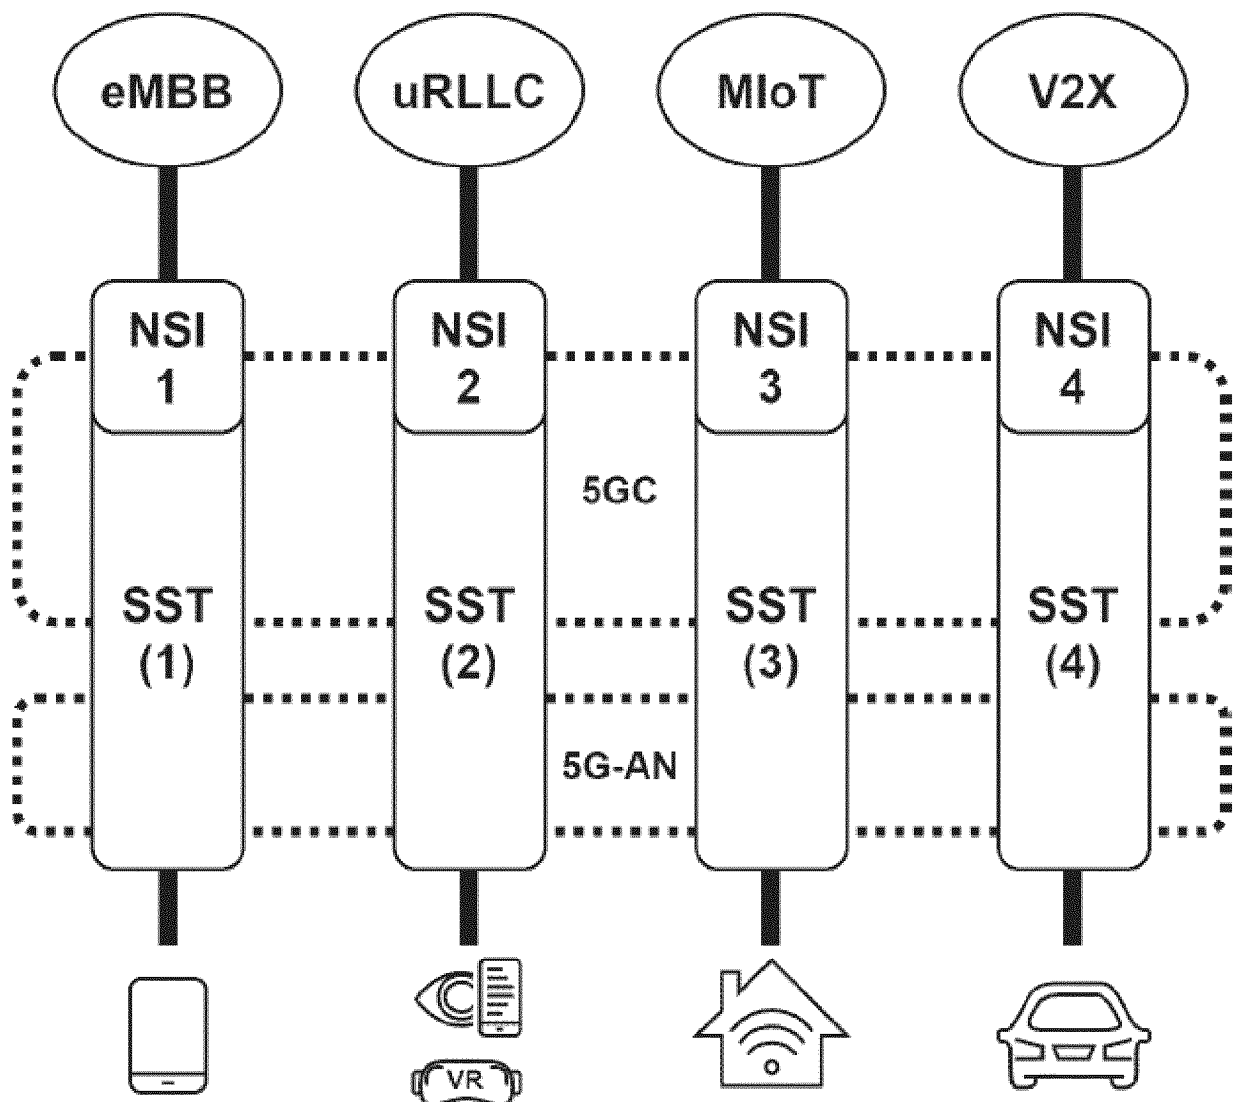 eMBB
uRLLC
MIoT
V2X
NSI
1
NSI
2
NSI
3
NSI
4
5GC
SST
(1)
SST
(2)
SST
(3)
SST
(4)
5G-AN
VR